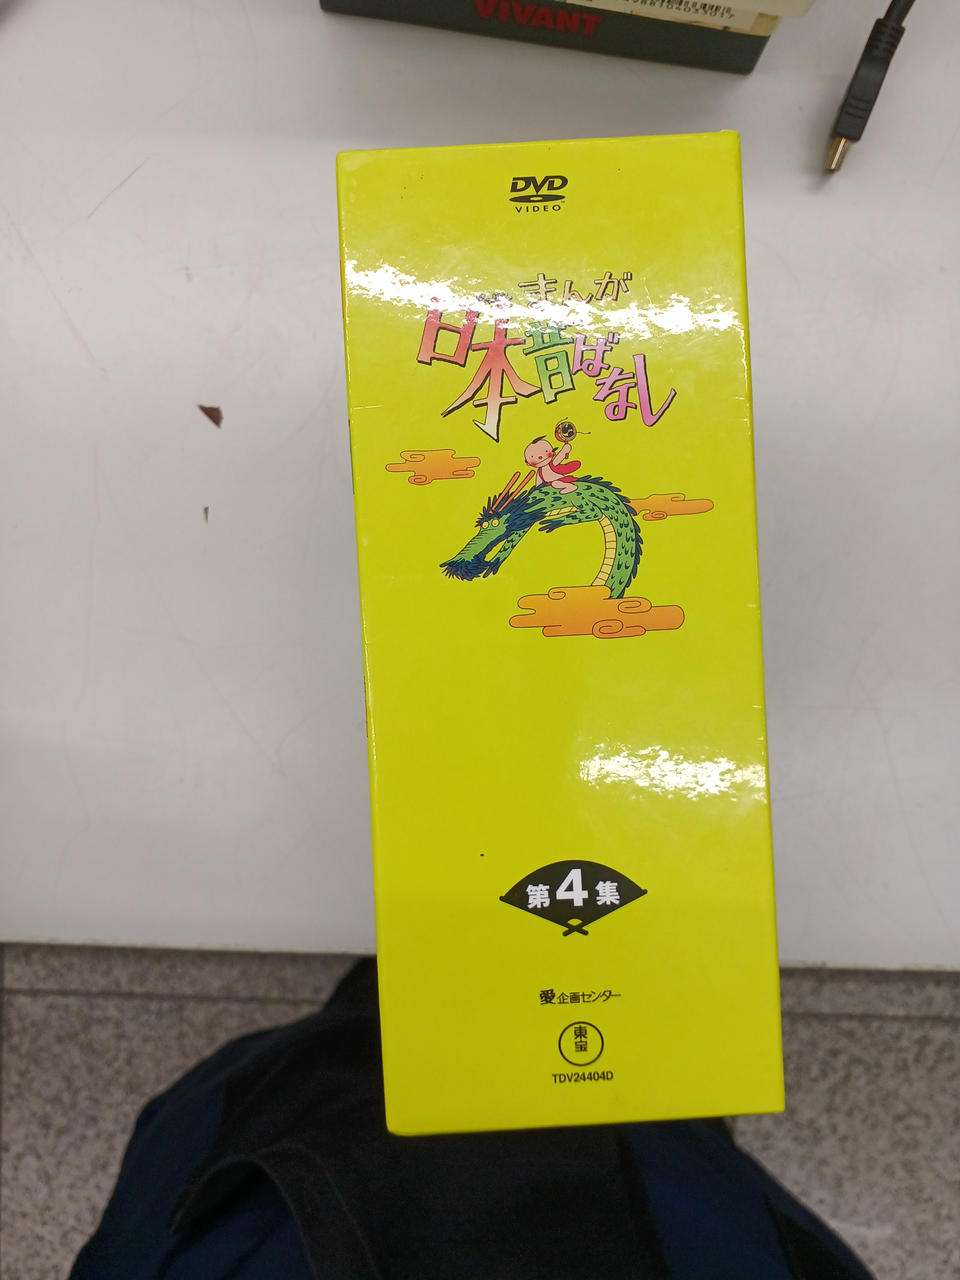 4988104033017
VIVANT
DVD
VIDEO
まんが
日本昔ばなし
第4集
愛企画センター
東宝
TDV24404D